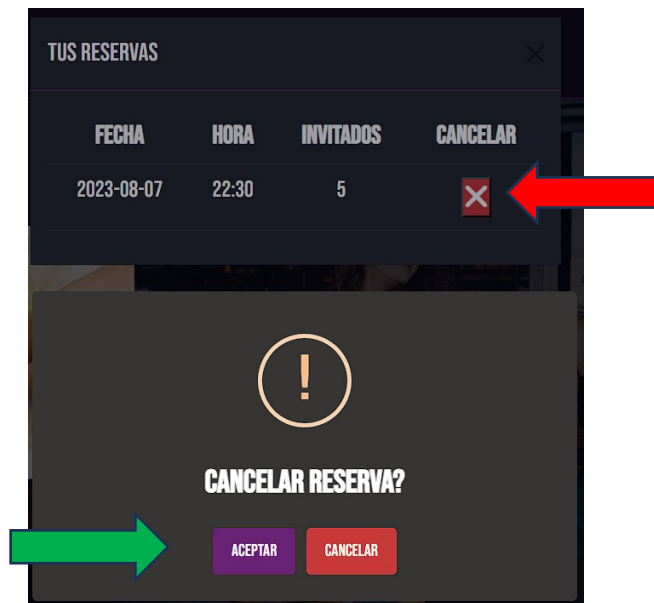 TUS RESERVAS
FECHA HORA INVITADOS CANCELAR
2023-08-07 22:30 5
!
CANCELAR RESERVA?
ACEPTAR CANCELAR